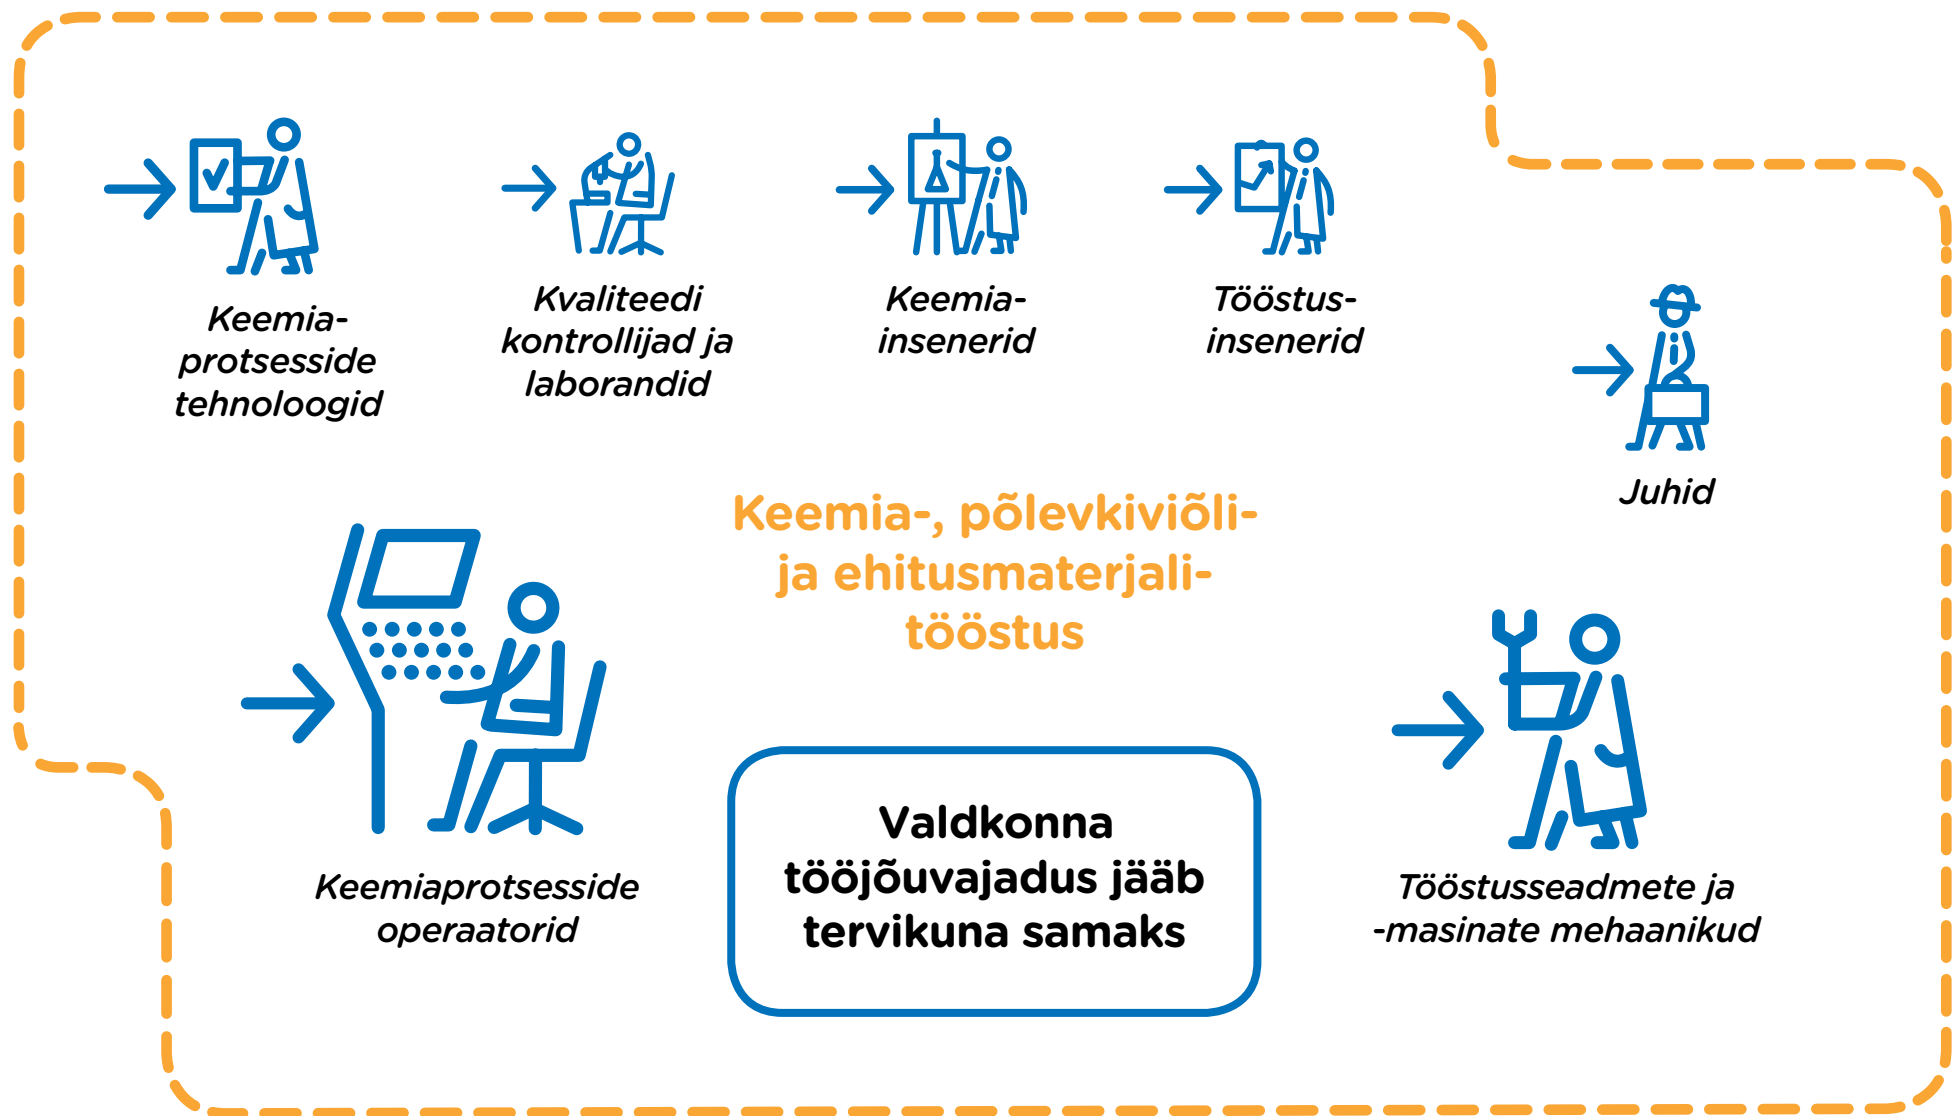 Keemia-
protsesside
tehnoloogid
Kvaliteedi
kontrollijad ja
laborandid
Keemia-
insenerid
Tööstus-
insenerid
Juhid
Keemia-, põlevkiviõli-
ja ehitusmaterjali-
tööstus
Keemiaprotsesside
operaatorid
Valdkonna
tööjõuvajadus jääb
tervikuna samaks
Tööstusseadmete ja
-masinate mehaanikud